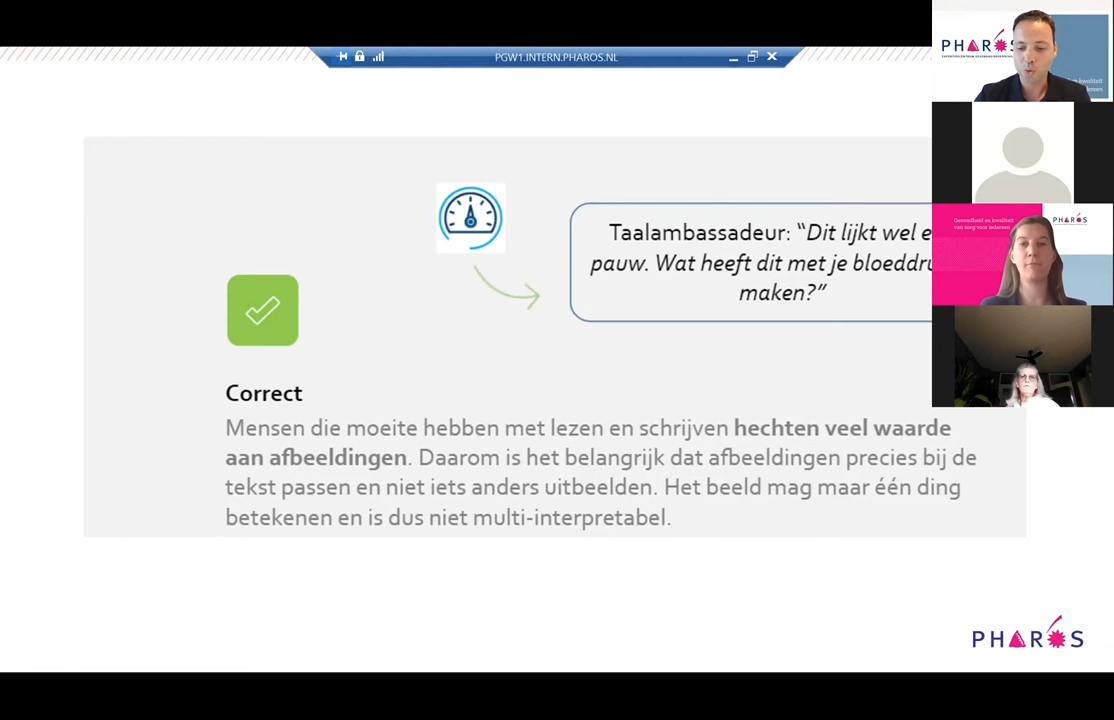 PGW1.INTERN.PHAROS.NL
PHAROS
Taalambassadeur: “Dit lijkt wel
pauw. Wat heeft dit met je
maken?”
Gezondheid en kwaliteit
van zorg voor iedereen
PHAROS
Correct
Mensen die moeite hebben met lezen en schrijven hechten veel waarde
aan afbeeldingen. Daarom is het belangrijk dat afbeeldingen precies bij de
tekst passen en niet iets anders uitbeelden. Het beeld mag maar één ding
betekenen en is dus niet multi-interpretabel.
PHAROS